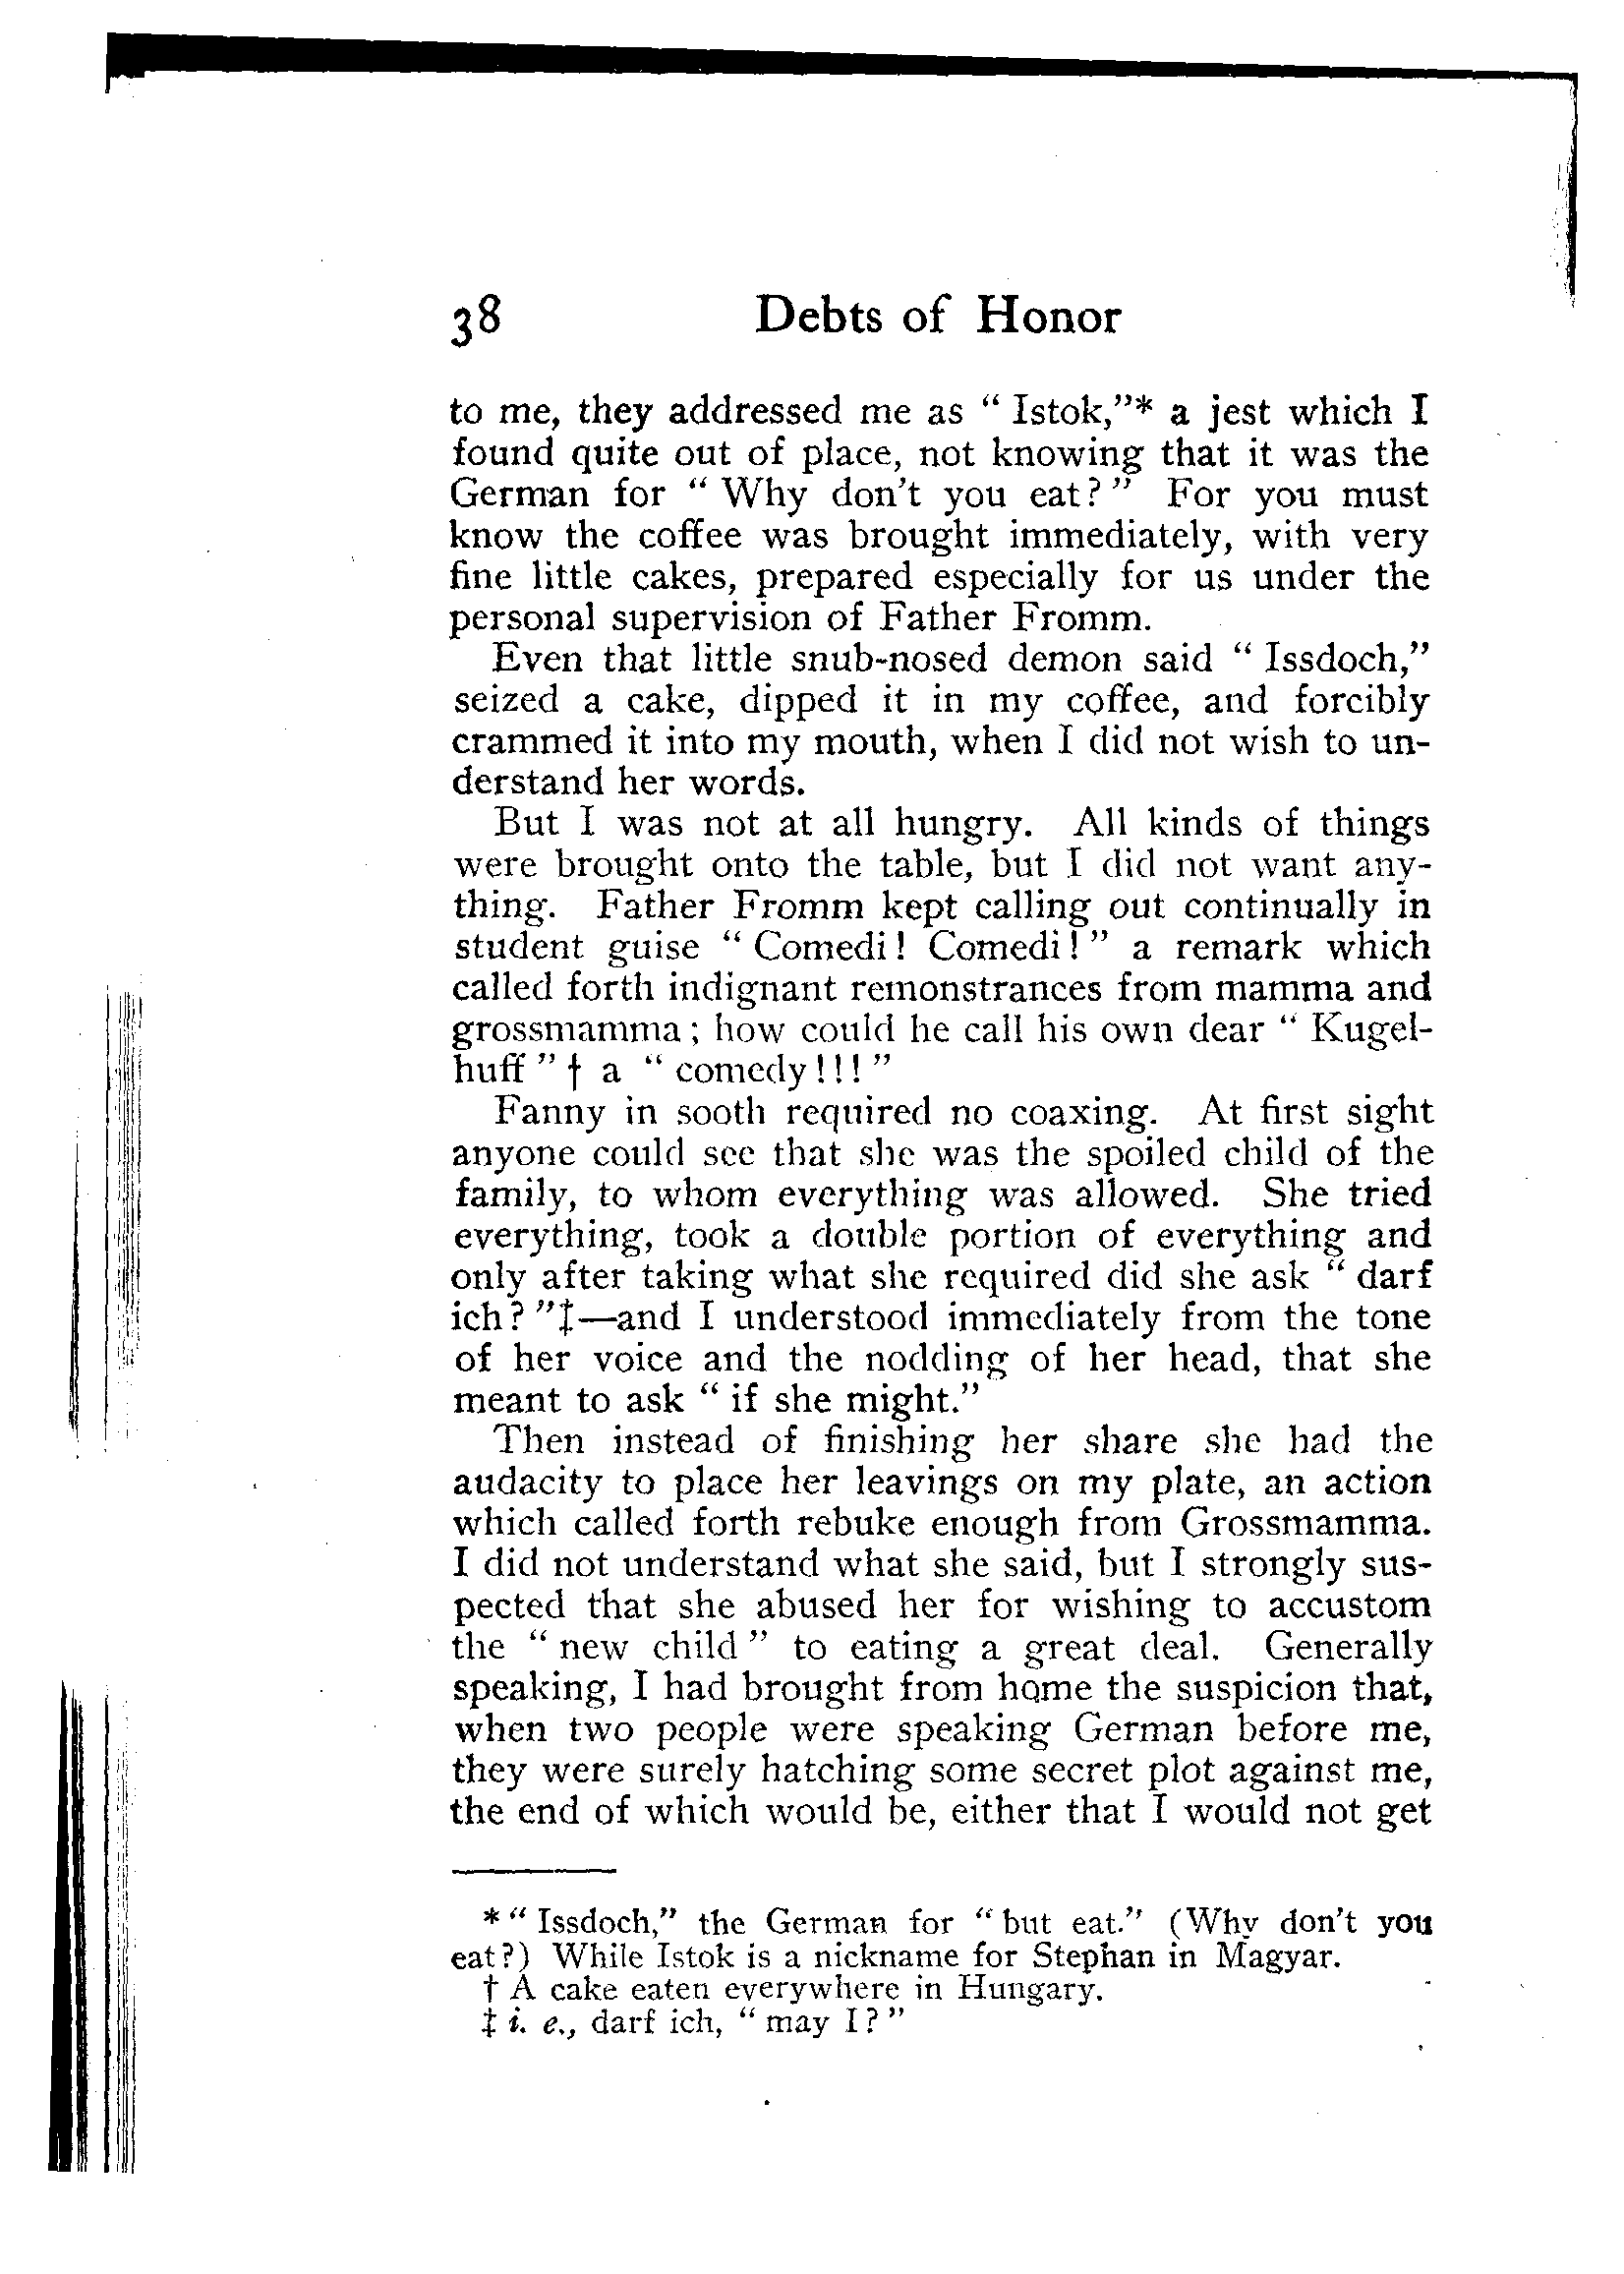 38 Debts of Honor
to me, they addressed me as “ Istok,”* a jest which I
found quite out of place, not knowing that it was the
German for “ Why don't you eat? ” For you must
know the coffee was brought immediately, with very
fine little cakes, prepared especially for us under the
personal supervision of Father Fromm.
Even that little snub-nosed demon said “ Issdoch,”
seized a cake, dipped it in my coffee, and forcibly
crammed it into my mouth, when I did not wish to un-
derstand her words.
But I was not at all hungry. All kinds of things
were brought onto the table, but I did not want any-
thing. Father Fromm kept calling out continually in
student guise “ Comedi! Comedi! ” a remark which
called forth indignant remonstrances from mamma and
grossmamma; how could he call his own dear “ Kugel-
huff ” † a “ comedy!!! ”
Fanny in sooth required no coaxing. At first sight
anyone could see that she was the spoiled child of the
family, to whom everything was allowed. She tried
everything, took a double portion of everything and
only after taking what she required did she ask “ darf
ich? ”‡—and I understood immediately from the tone
of her voice and the nodding of her head, that she
meant to ask “ if she might.”
Then instead of finishing her share she had the
audacity to place her leavings on my plate, an action
which called forth rebuke enough from Grossmamma.
I did not understand what she said, but I strongly sus-
pected that she abused her for wishing to accustom
the “ new child ” to eating a great deal. Generally
speaking, I had brought from home the suspicion that,
when two people were speaking German before me,
they were surely hatching some secret plot against me,
the end of which would be, either that I would not get
* “ Issdoch,” the German for “ but eat.” (Why don't you
eat?) While Istok is a nickname for Stephan in Magyar.
† A cake eaten everywhere in Hungary.
‡ i. e., darf ich, “ may I? ”